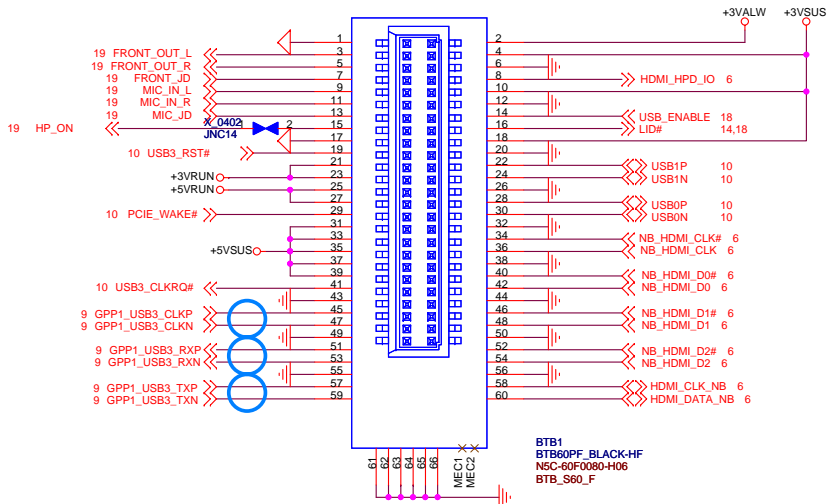 +3VALW +3VSUS
1 2
19 FRONT_OUT_L 3 4
19 FRONT_OUT_R 5 6
19 FRONT_JD 7 8 HDMI_HPD_IO 6
19 MIC_IN_L 9 10
19 MIC_IN_R 11 12
19 MIC_JD 13 14 USB_ENABLE 18
X_0402
19 HP_ON 1 2 15 16 LID# 14,18
JNC14
17 18
10 USB3_RST# 19 20
21 22 USB1P 10
+3VRUN 23 24 USB1N 10
+5VRUN 25 26
27 28 USB0P 10
10 PCIE_WAKE# 29 30 USB0N 10
31 32
33 34 NB_HDMI_CLK# 6
+5VSUS 35 36 NB_HDMI_CLK 6
37 38
39 40 NB_HDMI_D0# 6
10 USB3_CLKRQ# 41 42 NB_HDMI_D0 6
43 44
9 GPP1_USB3_CLKP 45 46 NB_HDMI_D1# 6
9 GPP1_USB3_CLKN 47 48 NB_HDMI_D1 6
49 50
9 GPP1_USB3_RXP 51 52 NB_HDMI_D2# 6
9 GPP1_USB3_RXN 53 54 NB_HDMI_D2 6
55 56
9 GPP1_USB3_TXP 57 58 HDMI_CLK_NB 6
9 GPP1_USB3_TXN 59 60 HDMI_DATA_NB 6
61 62 63 64 65 66 MEC1 MEC2
BTB1
BTB60PF_BLACK-HF
N5C-60F0080-H06
BTB_S60_F